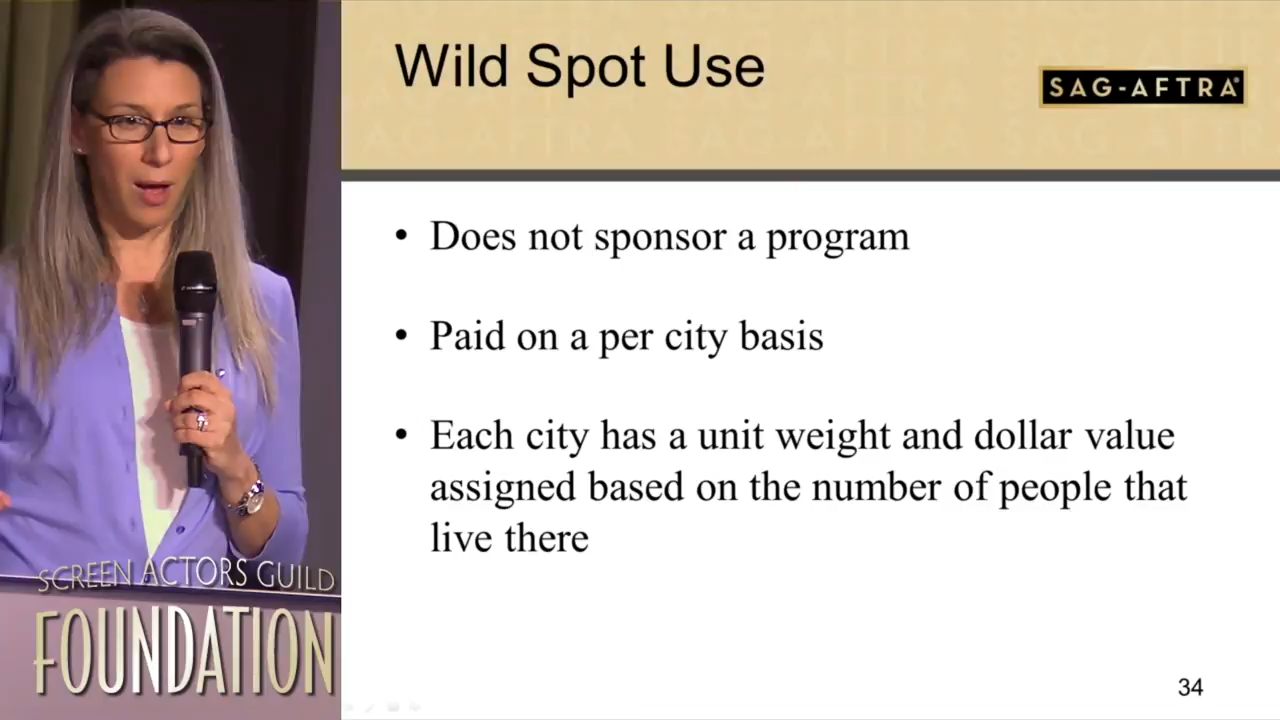 Wild Spot Use
SAG-AFTRA®
• Does not sponsor a program
• Paid on a per city basis
• Each city has a unit weight and dollar value
assigned based on the number of people that
live there
SCREEN ACTORS GUILD
FOUNDATION
34